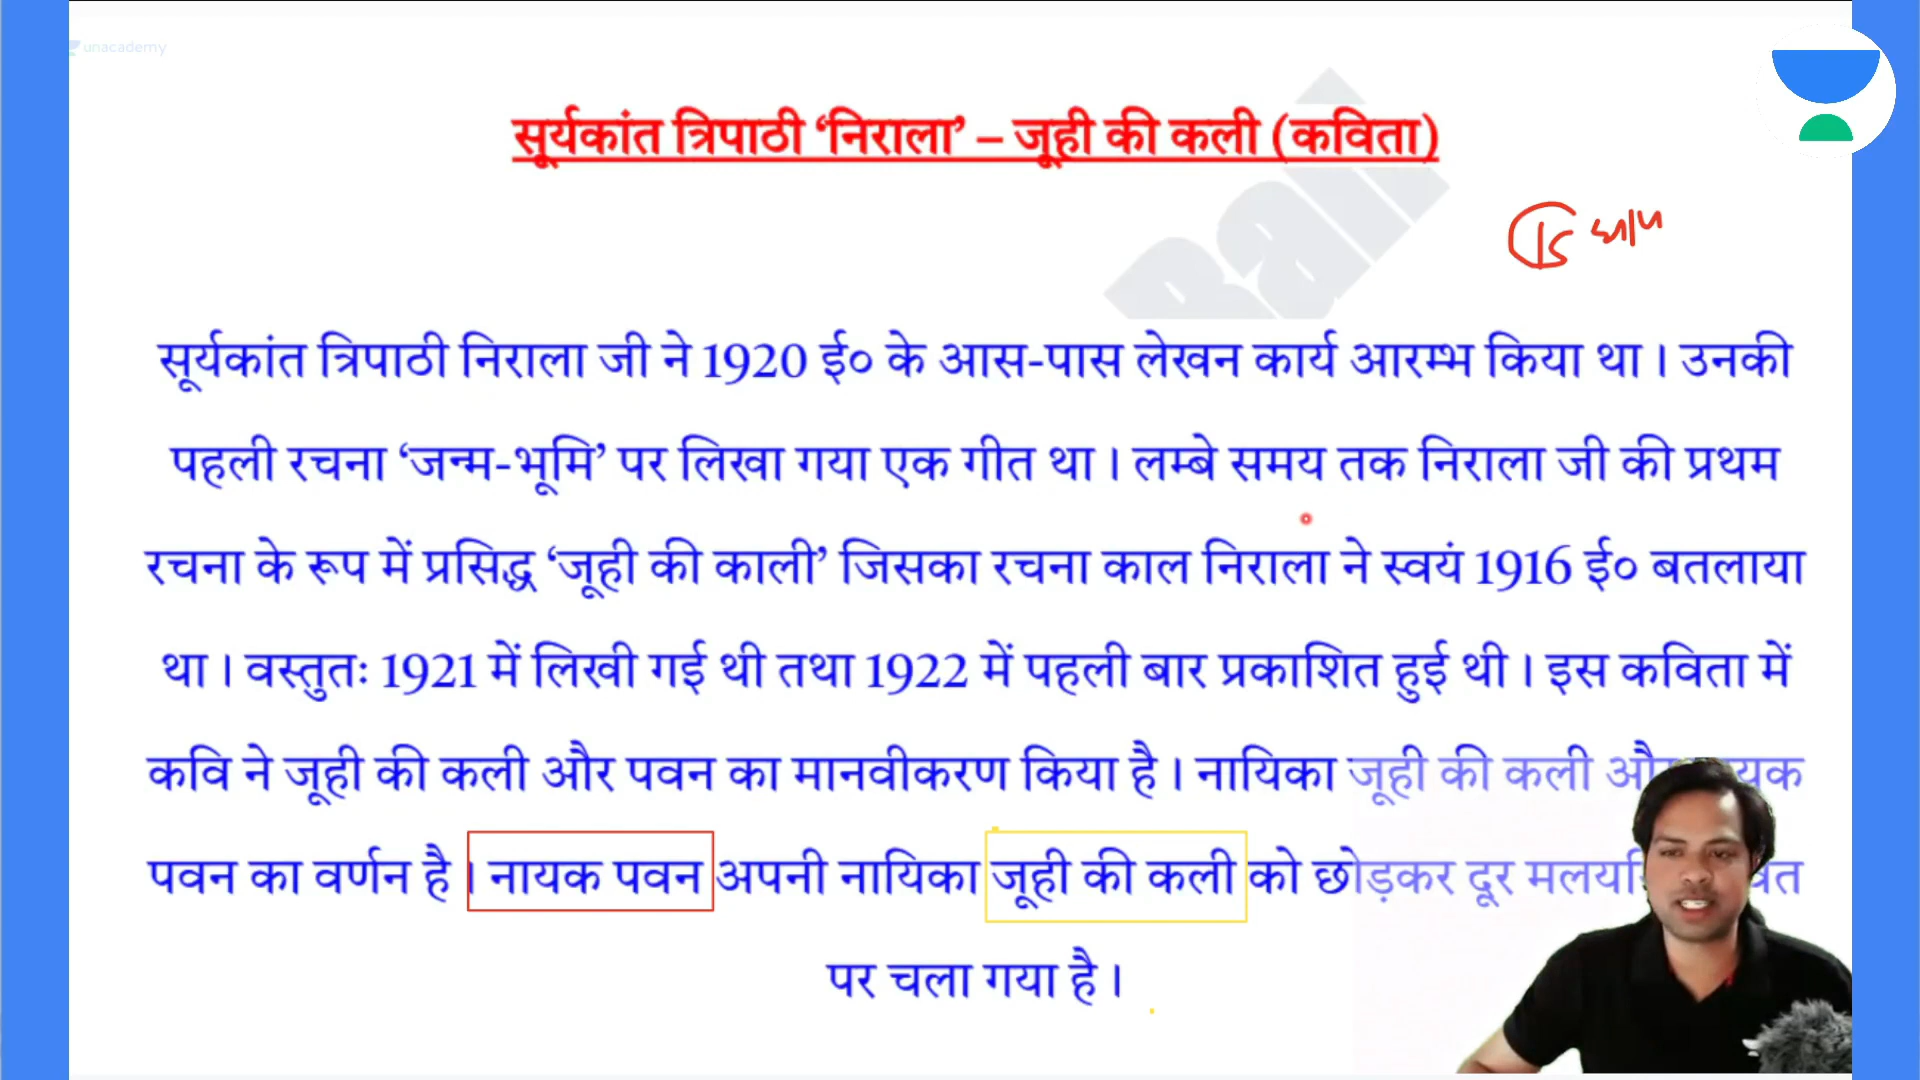 unacademy
सूर्यकांत त्रिपाठी ‘निराला’ – जूही की कली (कविता)
सूर्यकांत त्रिपाठी निराला जी ने 1920 ई० के आस-पास लेखन कार्य आरम्भ किया था । उनकी
पहली रचना ‘जन्म-भूमि’ पर लिखा गया एक गीत था । लम्बे समय तक निराला जी की प्रथम
रचना के रूप में प्रसिद्ध ‘जूही की काली’ जिसका रचना काल निराला ने स्वयं 1916 ई० बतलाया
था । वस्तुतः 1921 में लिखी गई थी तथा 1922 में पहली बार प्रकाशित हुई थी । इस कविता में
कवि ने जूही की कली और पवन का मानवीकरण किया है । नायिका जूही की कली
पवन का वर्णन है । नायक पवन अपनी नायिका जूही की कली को छोड़कर दूर
पर चला गया है ।